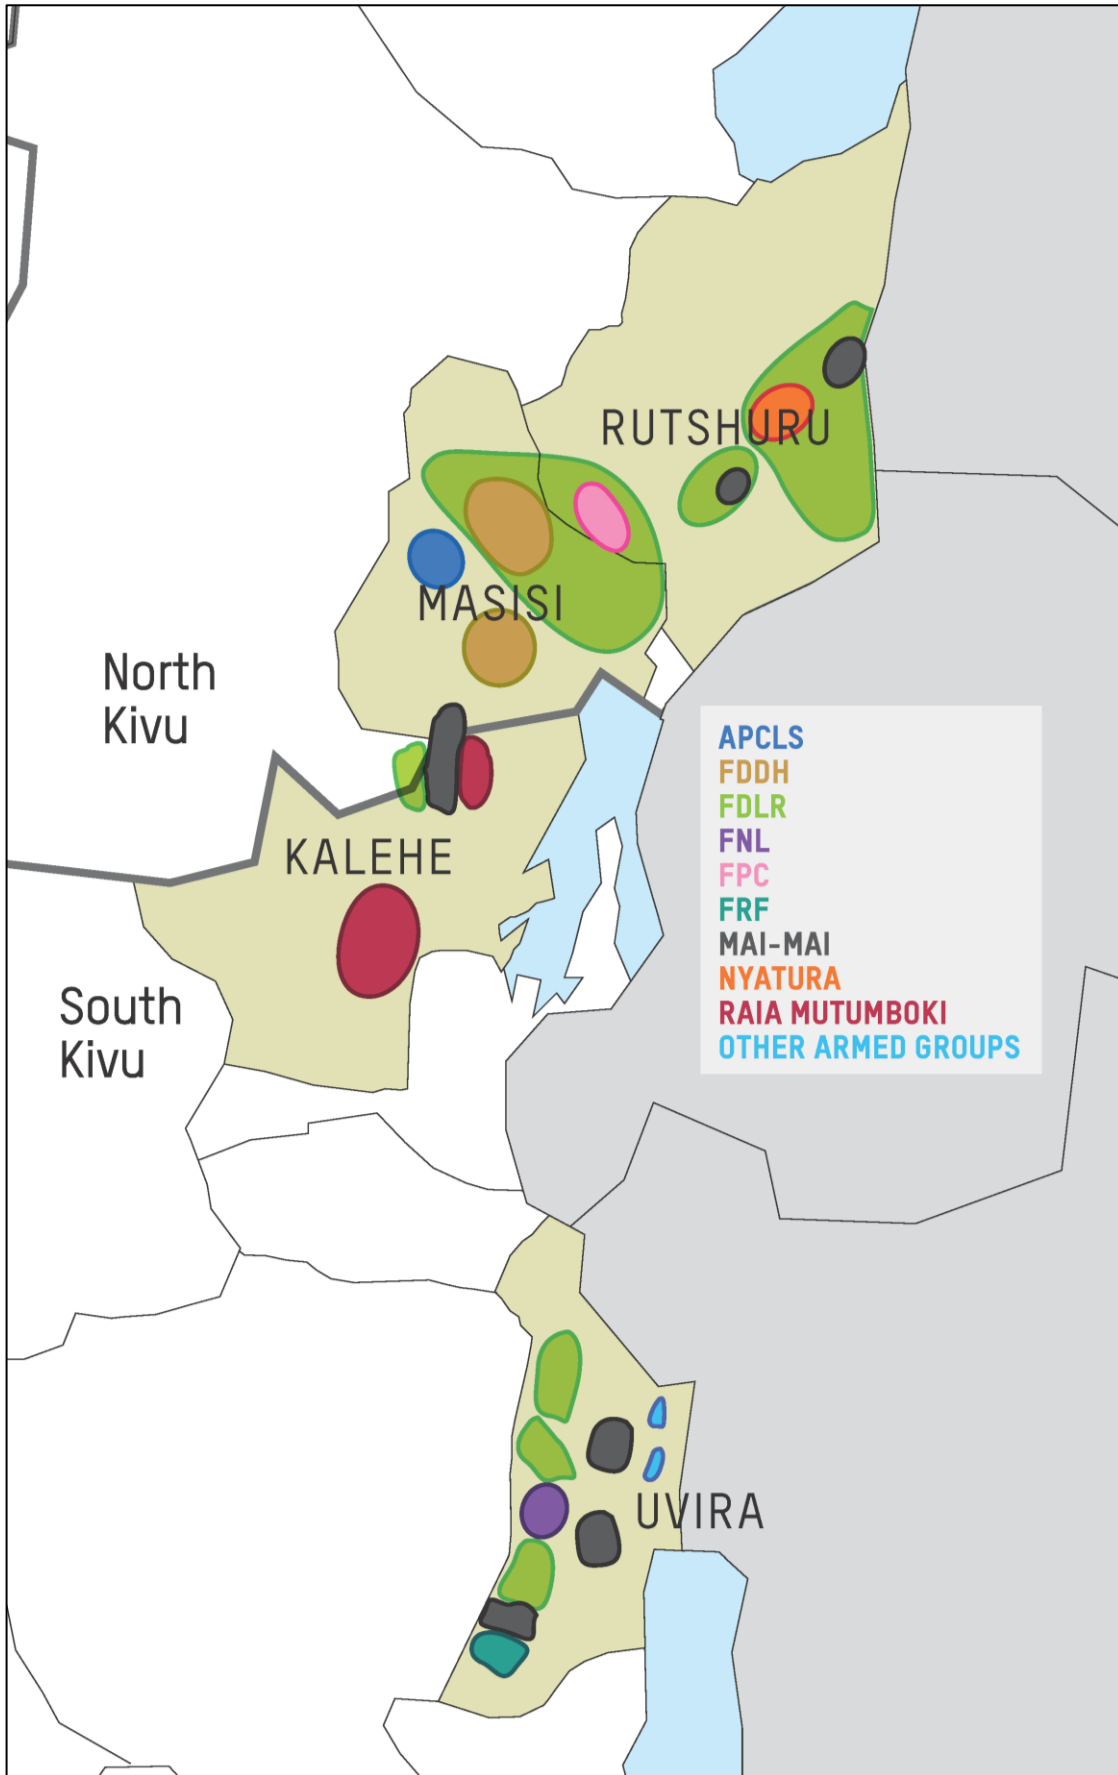 RUTSHURU
MASISI
North
Kivu
APCLS
FDDH
FDLR
FNL
FPC
FRF
MAI-MAI
NYATURA
RAIA MUTUMBOKI
OTHER ARMED GROUPS
KALEHE
South
Kivu
UVIRA